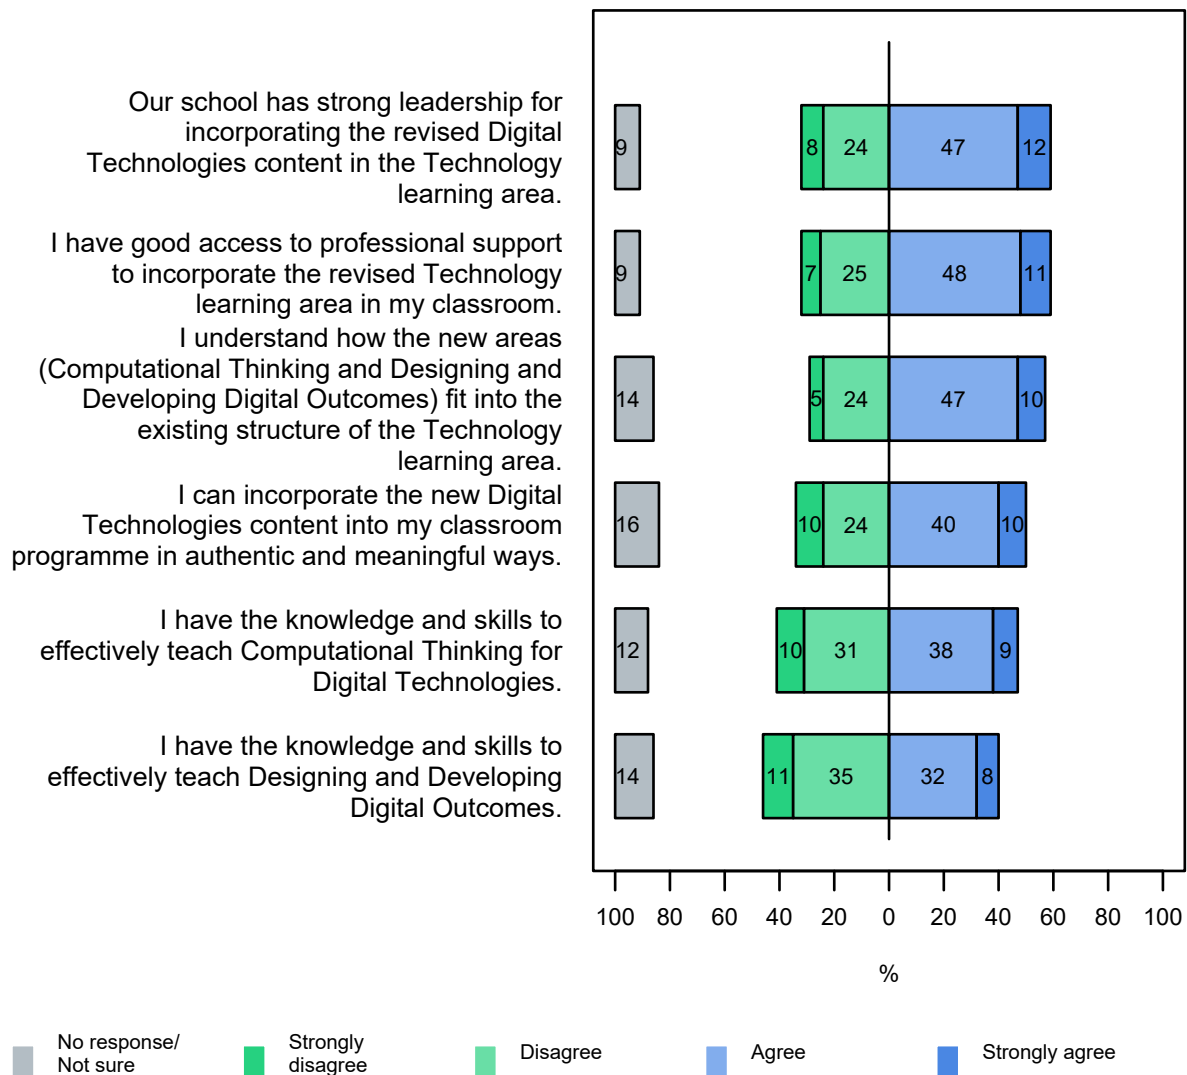 Our school has strong leadership for
incorporating the revised Digital
Technologies content in the Technology
learning area.
9 8 24 47 12
I have good access to professional support
to incorporate the revised Technology
learning area in my classroom.
9 7 25 48 11
I understand how the new areas
(Computational Thinking and Designing and
Developing Digital Outcomes) fit into the
existing structure of the Technology
learning area.
14 5 24 47 10
I can incorporate the new Digital
Technologies content into my classroom
programme in authentic and meaningful ways.
16 10 24 40 10
I have the knowledge and skills to
effectively teach Computational Thinking for
Digital Technologies.
12 10 31 38 9
I have the knowledge and skills to
effectively teach Designing and Developing
Digital Outcomes.
14 11 35 32 8
100 80 60 40 20 0 20 40 60 80 100
%
No response/
Not sure
Strongly
disagree
Disagree
Agree
Strongly agree